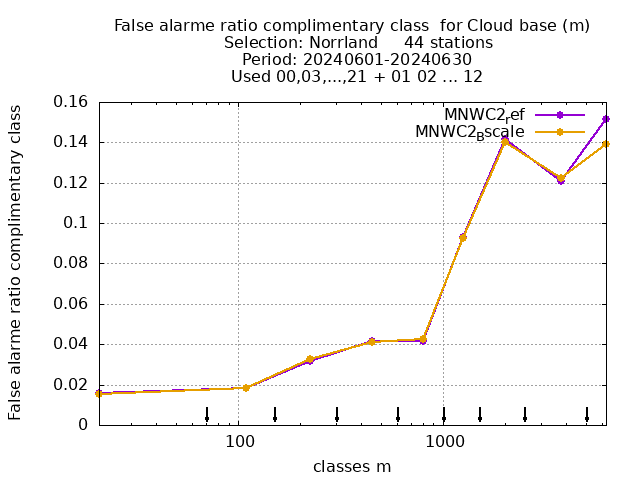 False alarme ratio complimentary class  for Cloud base (m)
Selection: Norrland     44 stations
Period: 20240601-20240630
Used 00,03,...,21 + 01 02 ... 12
False alarme ratio complimentary class
0.16
0.14
0.12
0.1
0.08
0.06
0.04
0.02
0
MNWC2ref
MNWC2Bscale
100
1000
classes m